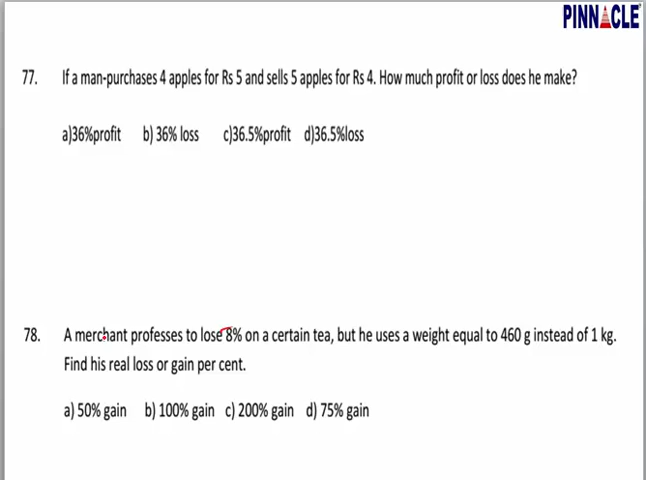 PINNACLE
77. If a man-purchases 4 apples for Rs 5 and sells 5 apples for Rs 4. How much profit or loss does he make?
a)36%profit b) 36% loss c)36.5%profit d)36.5%loss
78. A merchant professes to lose 8% on a certain tea, but he uses a weight equal to 460 g instead of 1 kg.
Find his real loss or gain per cent.
a) 50% gain b) 100% gain c) 200% gain d) 75% gain